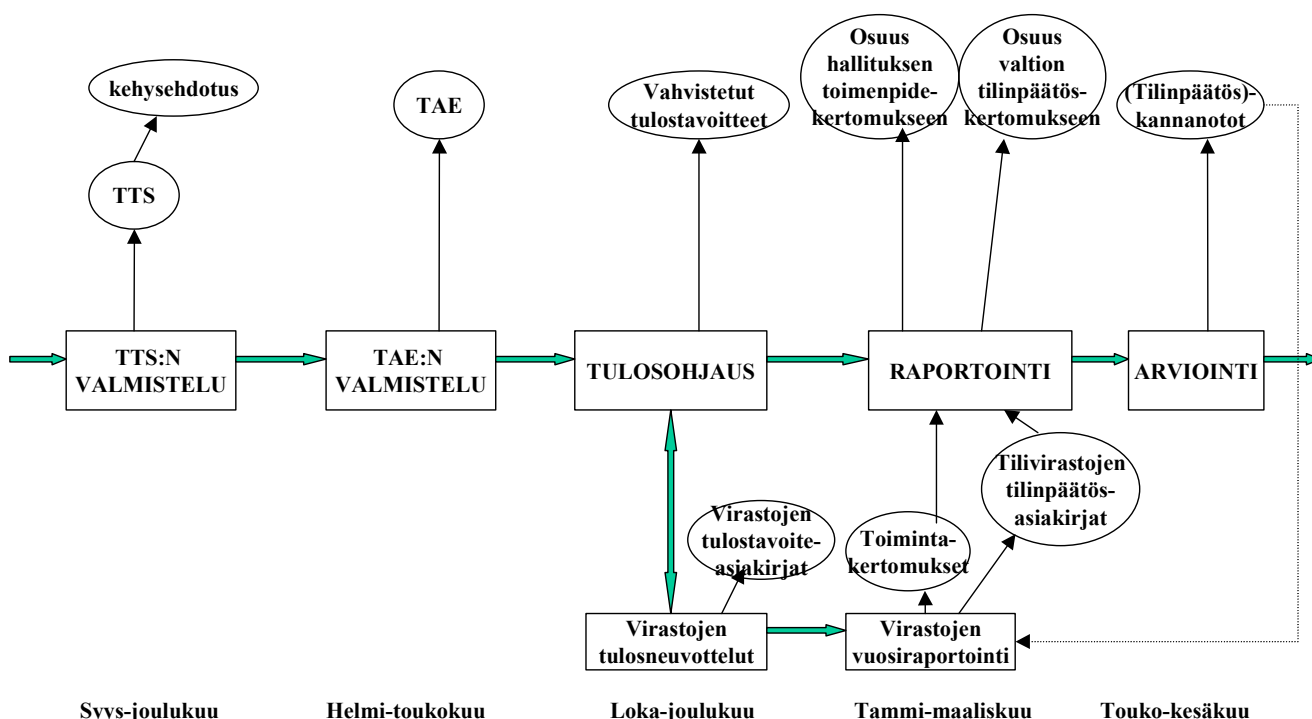 kehysehdotus
TTS
TAE
Vahvistetut
tulostavoitteet
Osuus
hallituksen
toimenpide-
kertomukseen
Osuus
valtion
tilinpäätös-
kertomukseen
(Tilinpäätös)-
kannanotot
TTS:N
VALMISTELU
TAE:N
VALMISTELU
TULOSOHJAUS
RAPORTOINTI
ARVIOINTI
Virastojen
tulostavoite-
asiakirjat
Toiminta-
kertomukset
Tilivirastojen
tilinpäätös-
asiakirjat
Virastojen
tulosneuvottelut
Virastojen
vuosiraportointi
Syys-joulukuu
Helmi-toukokuu
Loka-joulukuu
Tammi-maaliskuu
Touko-kesäkuu